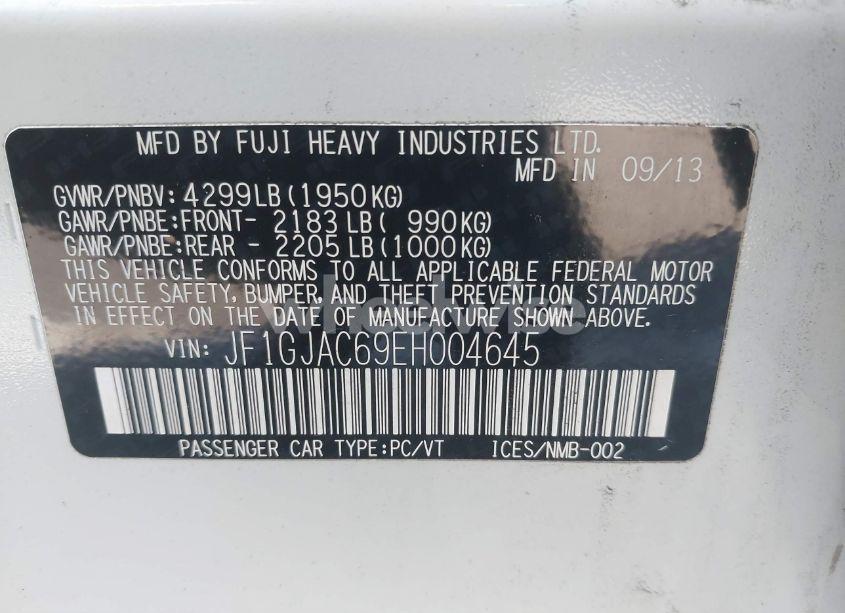 MFD BY FUJI HEAVY INDUSTRIES LTD.
MFD IN 09/13
GVWR/PNBV: 4299LB (1950KG)
GAWR/PNBE: FRONT- 2183 LB ( 990KG)
GAWR/PNBE: REAR - 2205 LB (1000KG)
THIS VEHICLE CONFORMS TO ALL APPLICABLE FEDERAL MOTOR
VEHICLE SAFETY, BUMPER, AND THEFT PREVENTION STANDARDS
IN EFFECT ON THE DATE OF MANUFACTURE SHOWN ABOVE.
VIN: JF1GJAC69EH004645
PASSENGER CAR TYPE:PC/VT ICES/NMB-002